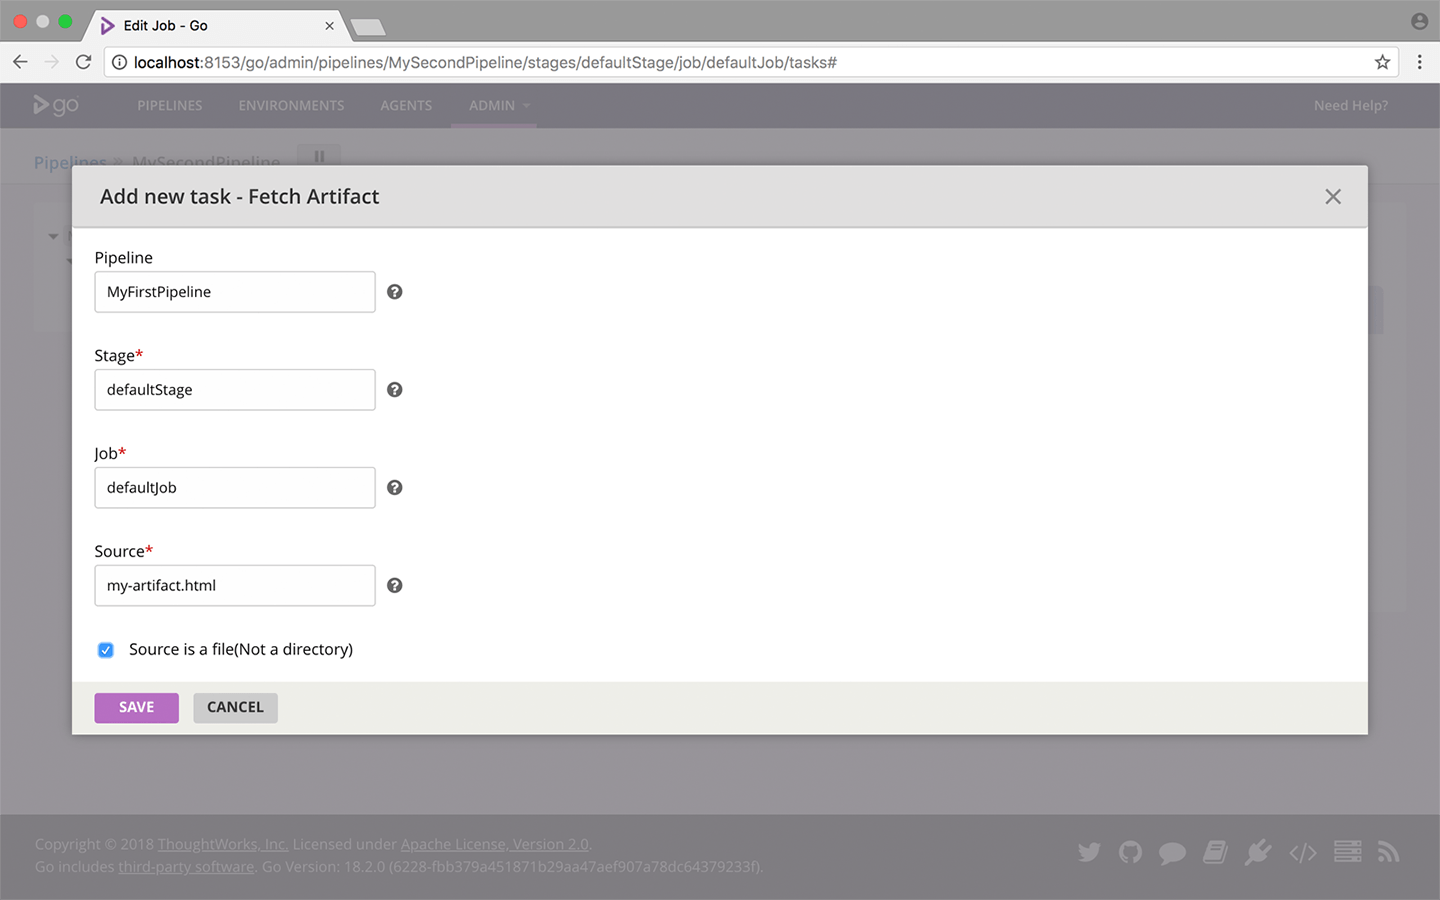 Edit Job - Go
localhost:8153/go/admin/pipelines/MySecondPipeline/stages/defaultStage/job/defaultJob/tasks#
go PIPELINES ENVIRONMENTS AGENTS ADMIN Need Help?
Pipelines » MySecondPipeline
Add new task - Fetch Artifact
Pipeline
MyFirstPipeline
Stage*
defaultStage
Job*
defaultJob
Source*
my-artifact.html
Source is a file(Not a directory)
SAVE CANCEL
Copyright © 2018 ThoughtWorks, Inc. Licensed under Apache License, Version 2.0.
Go includes third-party software. Go Version: 18.2.0 (6228-fbb379a451871b29aa47aef907a78dc64379233f).